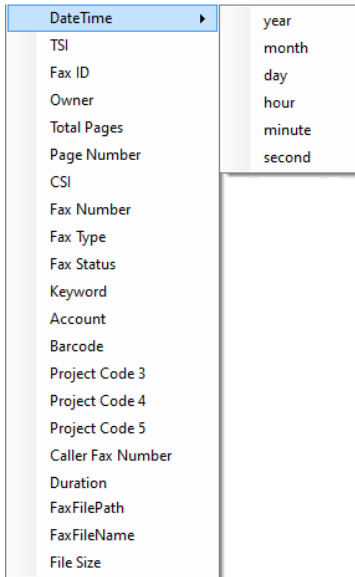 DateTime
TSI
Fax ID
Owner
Total Pages
Page Number
CSI
Fax Number
Fax Type
Fax Status
Keyword
Account
Barcode
Project Code 3
Project Code 4
Project Code 5
Caller Fax Number
Duration
FaxFilePath
FaxFileName
File Size
year
month
day
hour
minute
second